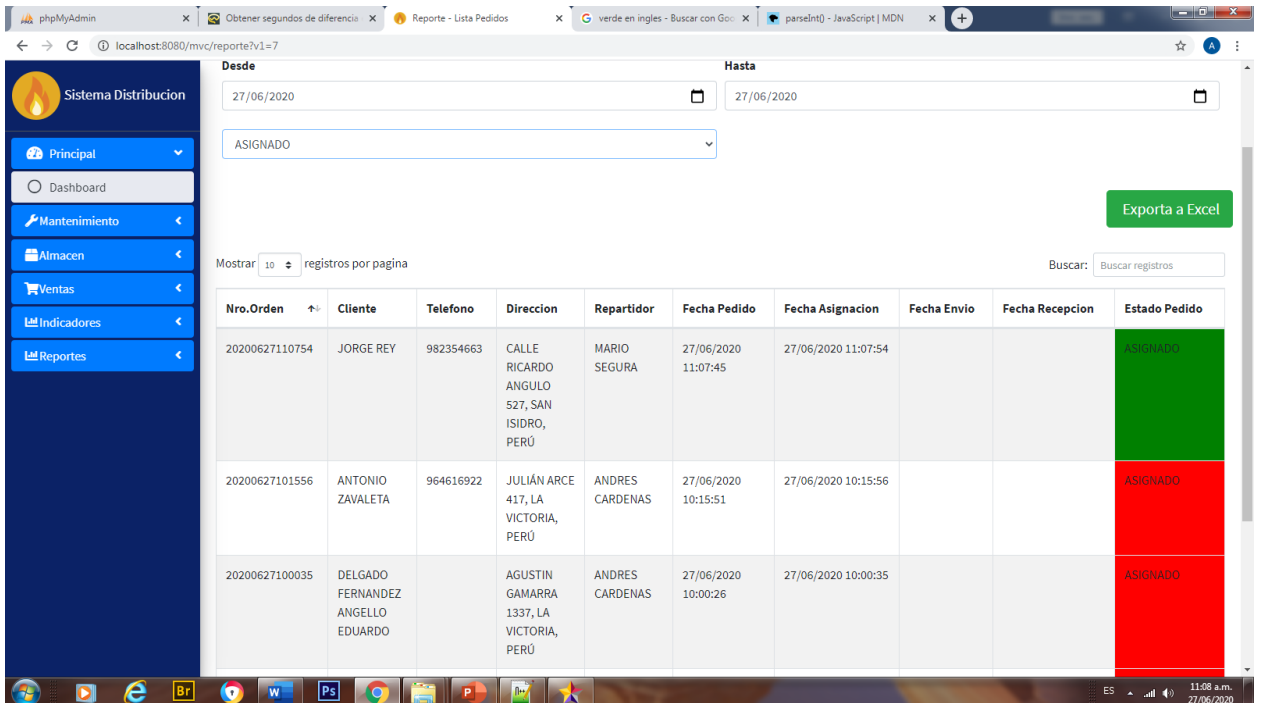 phpMyAdmin
Obtener segundos de diferencia
Reporte - Lista Pedidos
verde en ingles - Buscar con Goo
parseInt() - JavaScript | MDN
localhost:8080/mvc/reporte?v1=7
A
Sistema Distribucion
Principal
Dashboard
Mantenimiento
Almacen
Ventas
Indicadores
Reportes
Desde
Hasta
27/06/2020
27/06/2020
ASIGNADO
Exporta a Excel
Mostrar 10 registros por pagina
Buscar: Buscar registros
Nro.Orden Cliente Telefono Direccion Repartidor Fecha Pedido Fecha Asignacion Fecha Envio Fecha Recepcion Estado Pedido
20200627110754
JORGE REY
982354663
CALLE
RICARDO
ANGULO
527, SAN
ISIDRO,
PERÚ
MARIO
SEGURA
27/06/2020
11:07:45
27/06/2020 11:07:54
ASIGNADO
20200627101556
ANTONIO
ZAVALETA
964616922
JULIÁN ARCE
417, LA
VICTORIA,
PERÚ
ANDRES
CARDENAS
27/06/2020
10:15:51
27/06/2020 10:15:56
ASIGNADO
20200627100035
DELGADO
FERNANDEZ
ANGELLO
EDUARDO
AGUSTIN
GAMARRA
1337, LA
VICTORIA,
PERÚ
ANDRES
CARDENAS
27/06/2020
10:00:26
27/06/2020 10:00:35
ASIGNADO
Br
W
Ps
P
ES
11:08 a.m.
27/06/2020